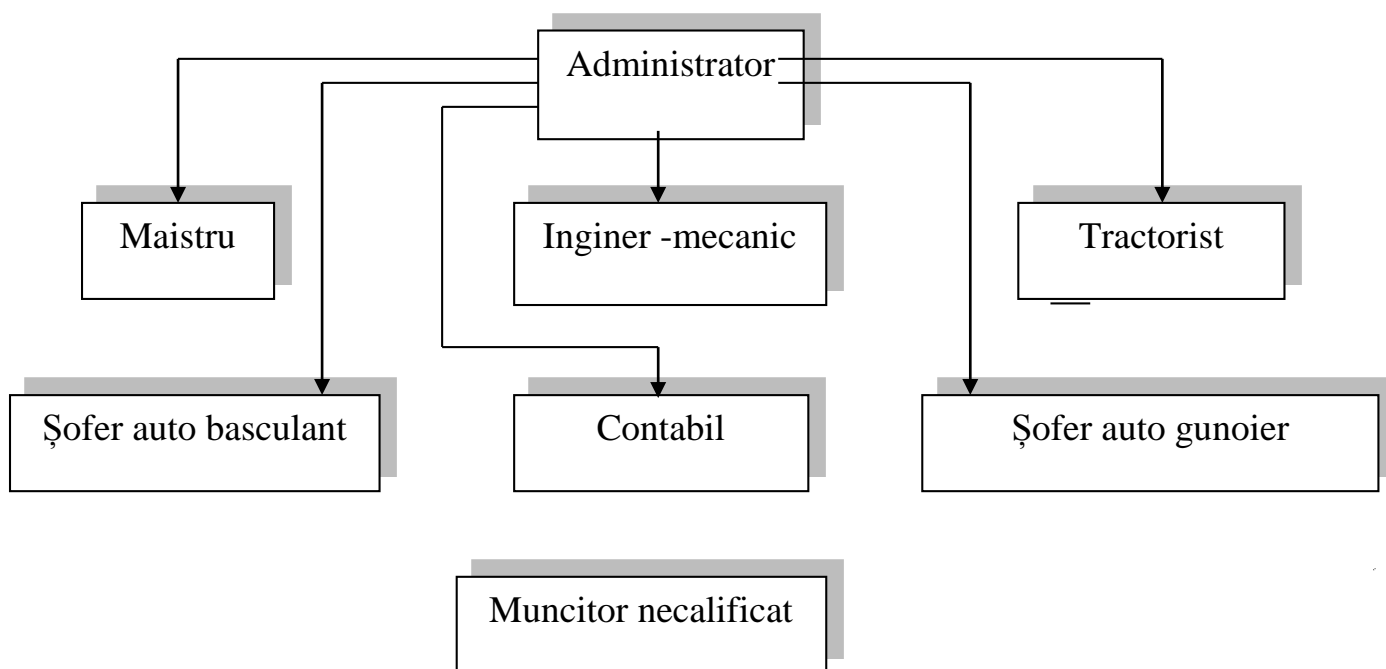 Administrator
Maistru
Inginer -mecanic
Tractorist
Șofer auto basculant
Contabil
Șofer auto gunoier
Muncitor necalificat